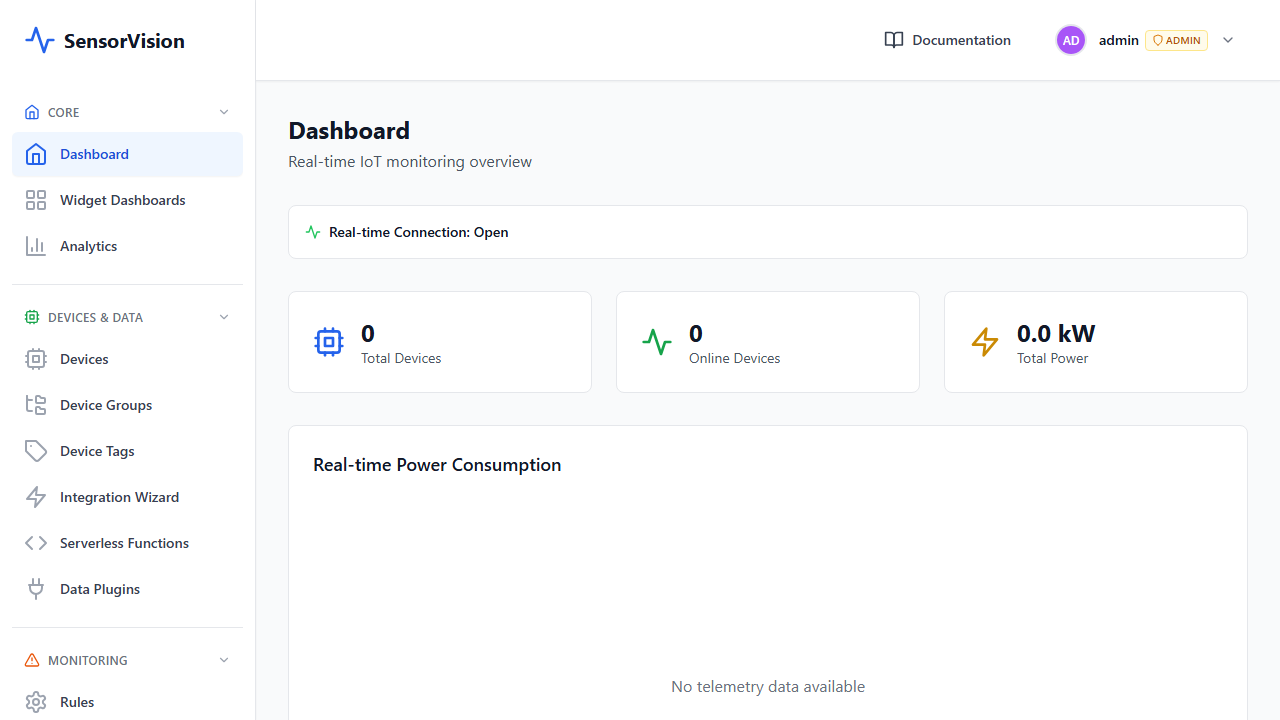 SensorVision
CORE
Dashboard
Widget Dashboards
Analytics
DEVICES & DATA
Devices
Device Groups
Device Tags
Integration Wizard
Serverless Functions
Data Plugins
MONITORING
Rules
Documentation
AD
admin
ADMIN
Dashboard
Real-time IoT monitoring overview
Real-time Connection: Open
0
Total Devices
0
Online Devices
0.0 kW
Total Power
Real-time Power Consumption
No telemetry data available